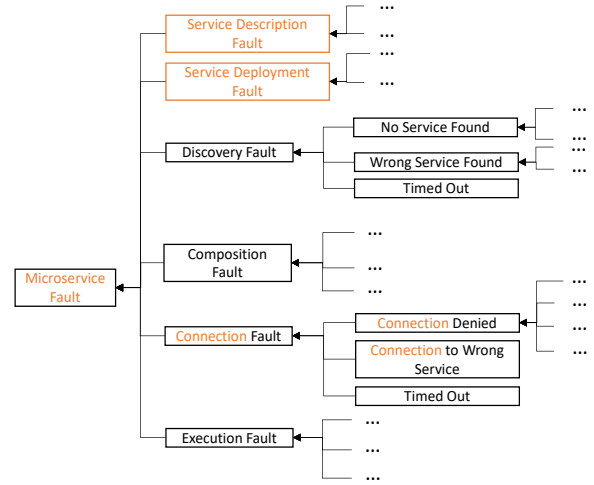 ...
Service Description
Fault
...
...
Service Deployment
Fault
...
...
No Service Found
...
Discovery Fault
Wrong Service Found
...
...
Timed Out
...
Composition
Fault
...
...
Microservice
Fault
...
Connection Denied
...
...
Connection Fault
Connection to Wrong
Service
...
Timed Out
...
Execution Fault
...
...